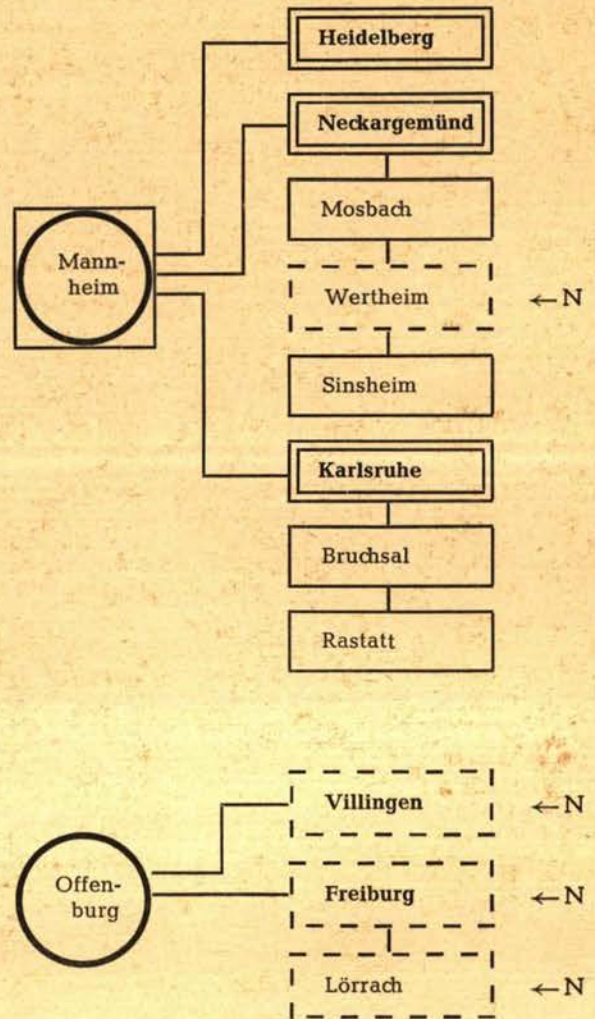 Heidelberg
Neckargemünd
Mosbach
Mann-
heim
Wertheim
←N
Sinsheim
Karlsruhe
Bruchsal
Rastatt
Villingen
←N
Offen-
burg
Freiburg
←N
Lörrach
←N